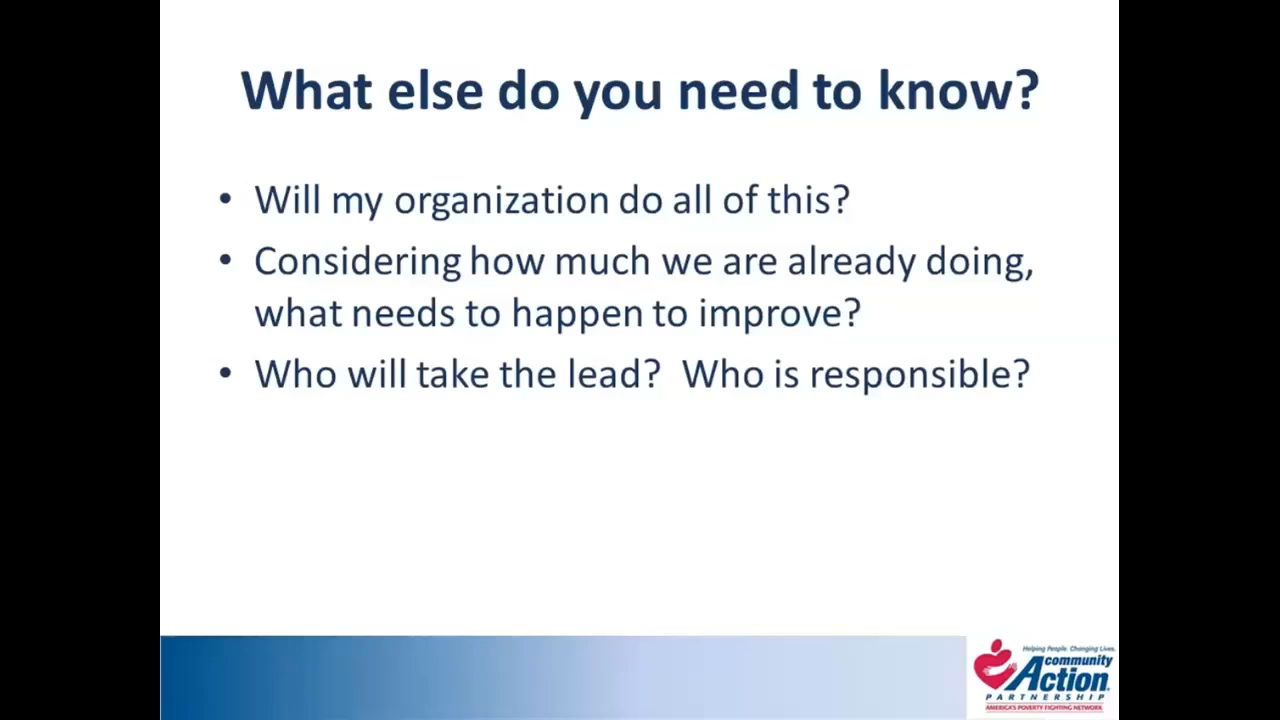 What else do you need to know?
• Will my organization do all of this?
• Considering how much we are already doing,
what needs to happen to improve?
• Who will take the lead?  Who is responsible?
Helping People. Changing Lives.
community
Action
PARTNERSHIP
AMERICA'S POVERTY FIGHTING NETWORK